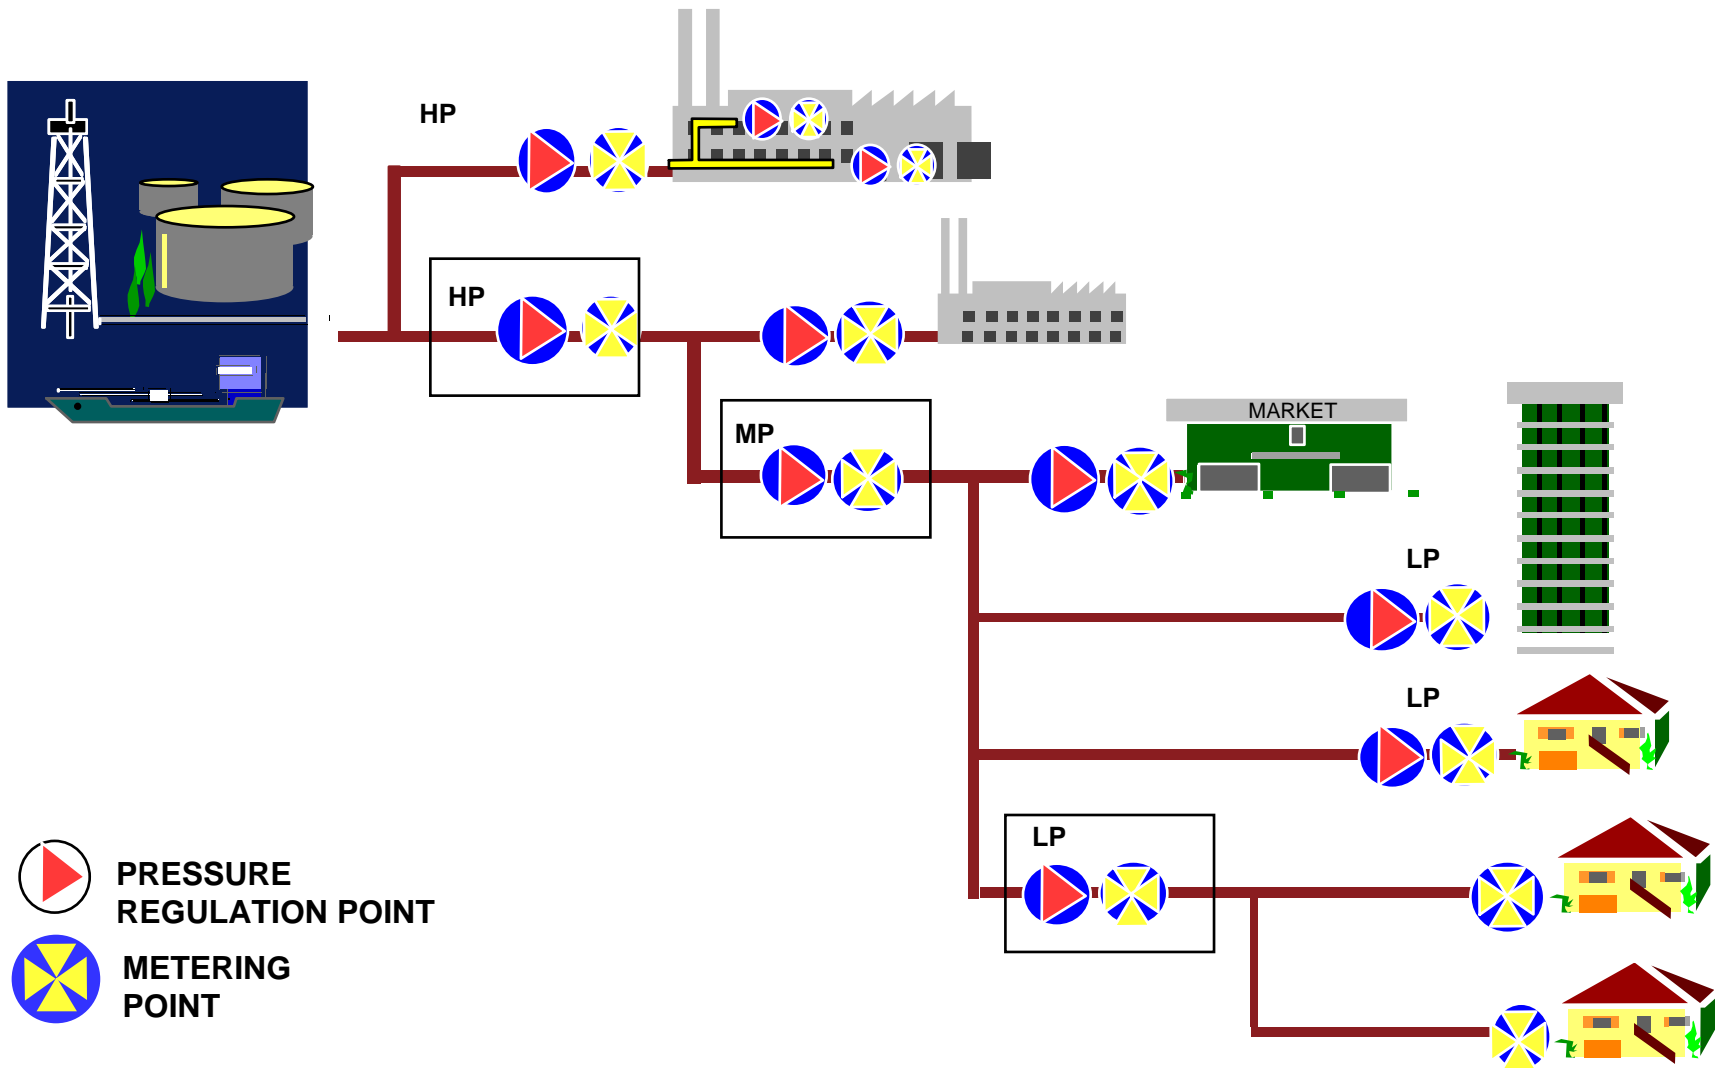 HP
HP
MP
MARKET
LP
LP
LP
PRESSURE
REGULATION POINT
METERING
POINT